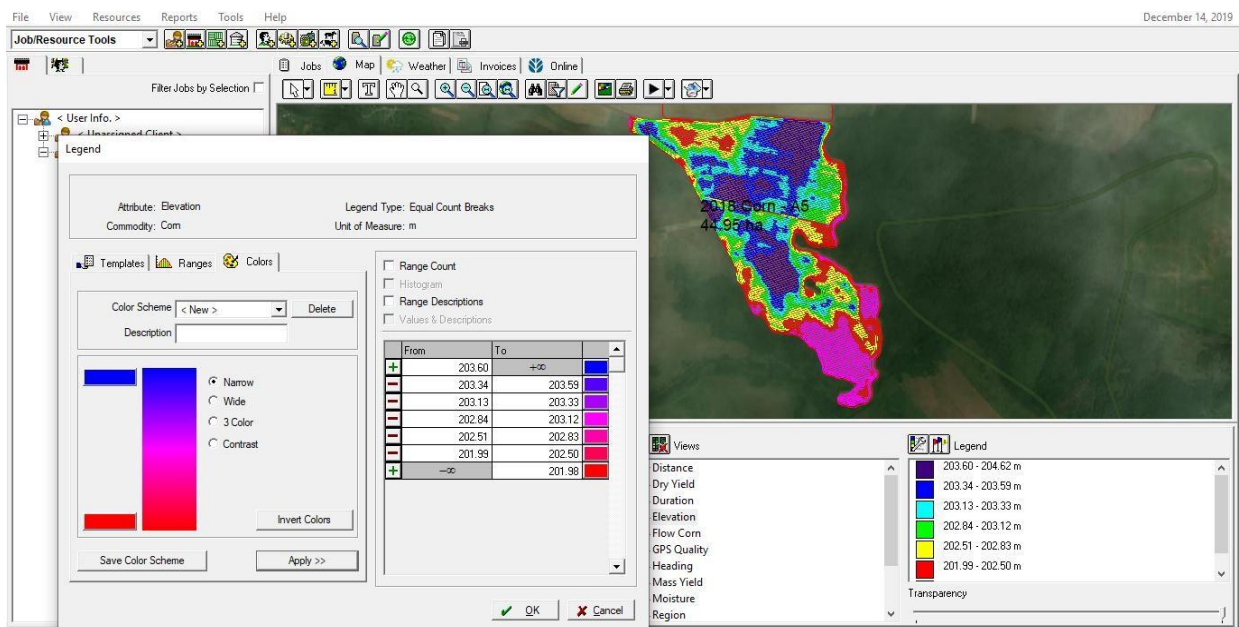 File View Resources Reports Tools Help
December 14, 2019
Job/Resource Tools
Jobs Map Weather Invoices Online
Filter Jobs by Selection
< User Info. >
< Unassigned Client >
2018 Corn - A5
44.95 ha
Legend
Attribute: Elevation
Legend Type: Equal Count Breaks
Commodity: Corn
Unit of Measure: m
Templates Ranges Colors
Color Scheme < New > Delete
Description
Narrow
Wide
3 Color
Contrast
Invert Colors
Save Color Scheme
Apply >>
Range Count
Histogram
Range Descriptions
Values & Descriptions
From To
+ 203.60 +∞
- 203.34 203.59
- 203.13 203.33
- 202.84 203.12
- 202.51 202.83
- 201.99 202.50
+ -∞ 201.98
OK Cancel
Views
Distance
Dry Yield
Duration
Elevation
Flow Corn
GPS Quality
Heading
Mass Yield
Moisture
Region
Legend
203.60 - 204.62 m
203.34 - 203.59 m
203.13 - 203.33 m
202.84 - 203.12 m
202.51 - 202.83 m
201.99 - 202.50 m
Transparency